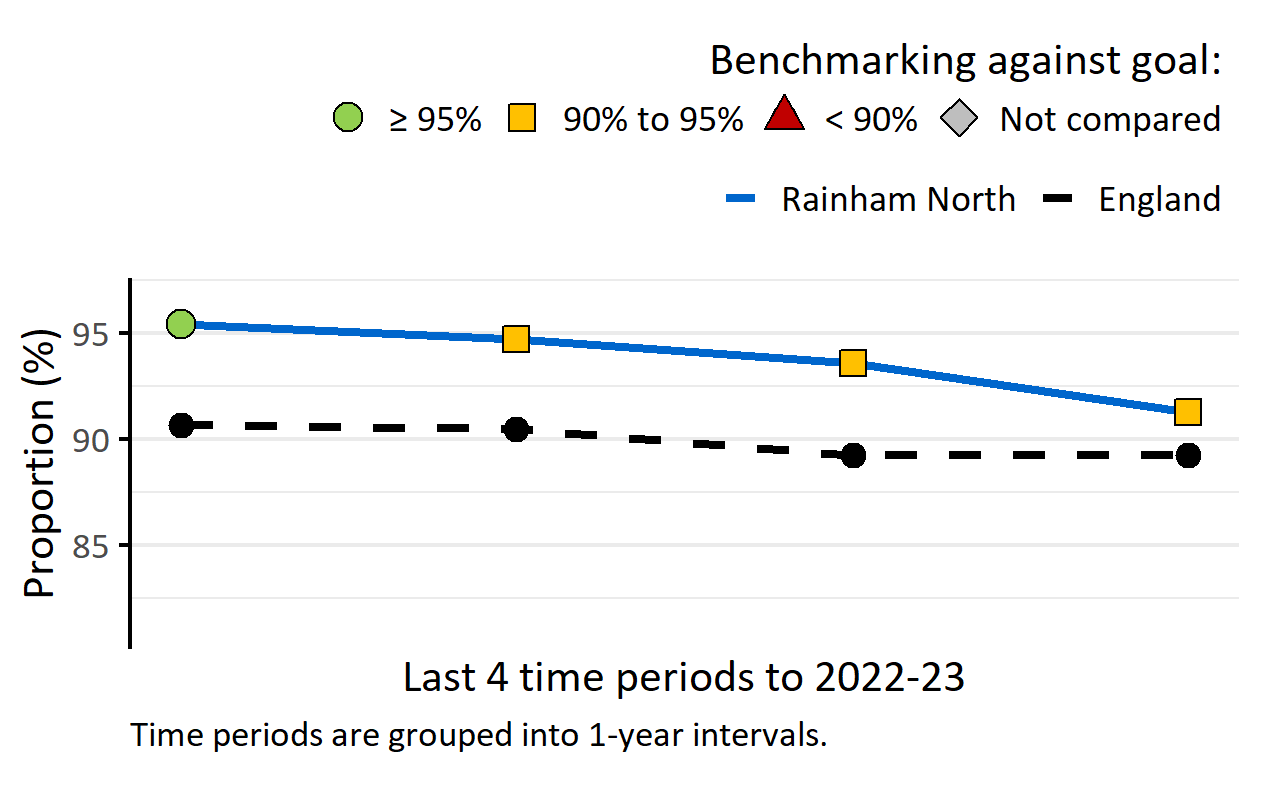 Benchmarking against goal:
≥ 95% 90% to 95% < 90% Not compared
Rainham North England
Proportion (%)
95
90
85
Last 4 time periods to 2022-23
Time periods are grouped into 1-year intervals.